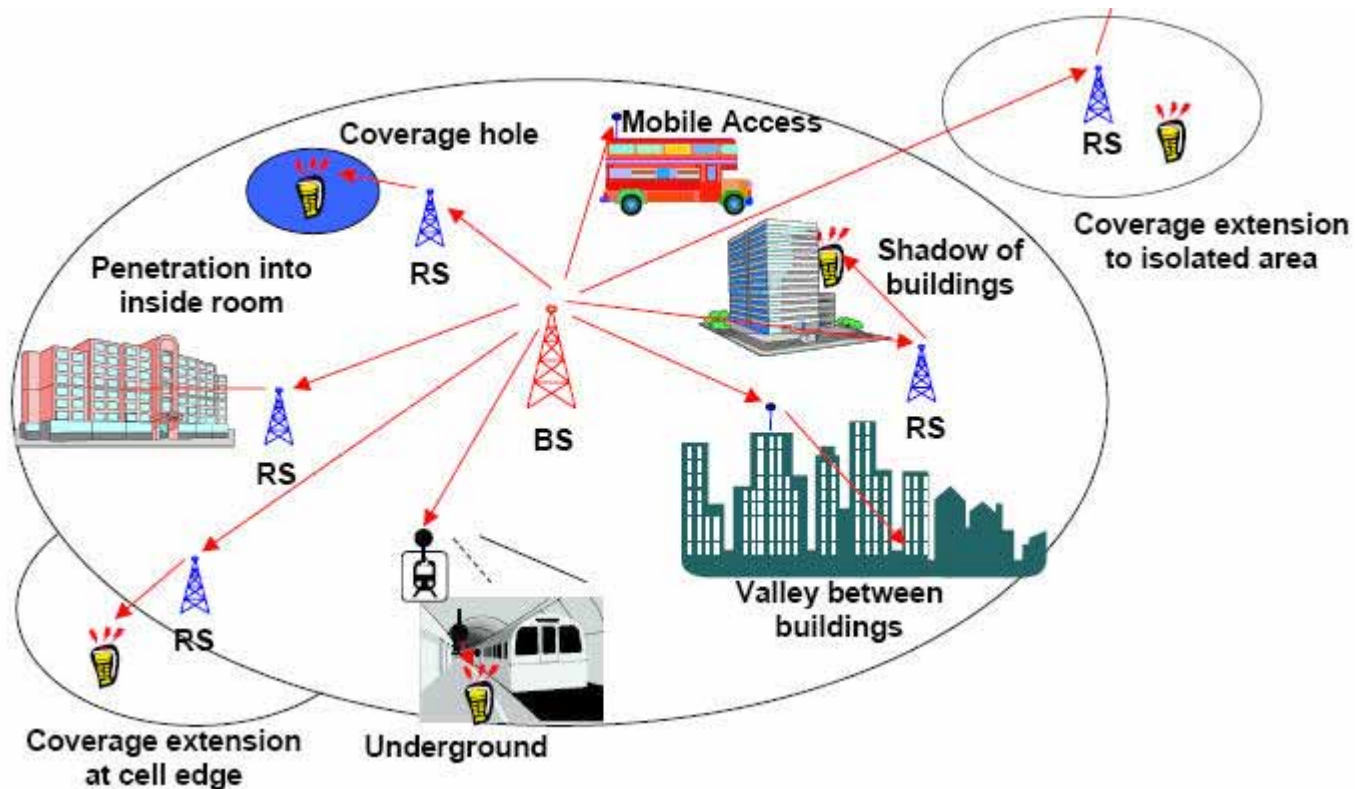 Coverage hole
Mobile Access
RS
Coverage extension
to isolated area
Shadow of
buildings
RS
Penetration into
inside room
RS
BS
RS
Valley between
buildings
RS
Underground
Coverage extension
at cell edge